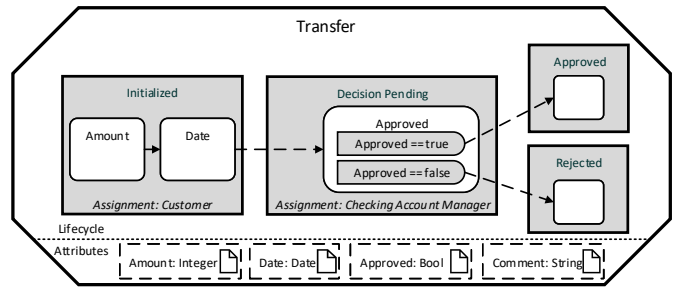 Transfer
Initialized
Amount
Date
Assignment: Customer
Decision Pending
Approved
Approved == true
Approved == false
Assignment: Checking Account Manager
Approved
Rejected
Lifecycle
Attributes
Amount: Integer
Date: Date
Approved: Bool
Comment: String